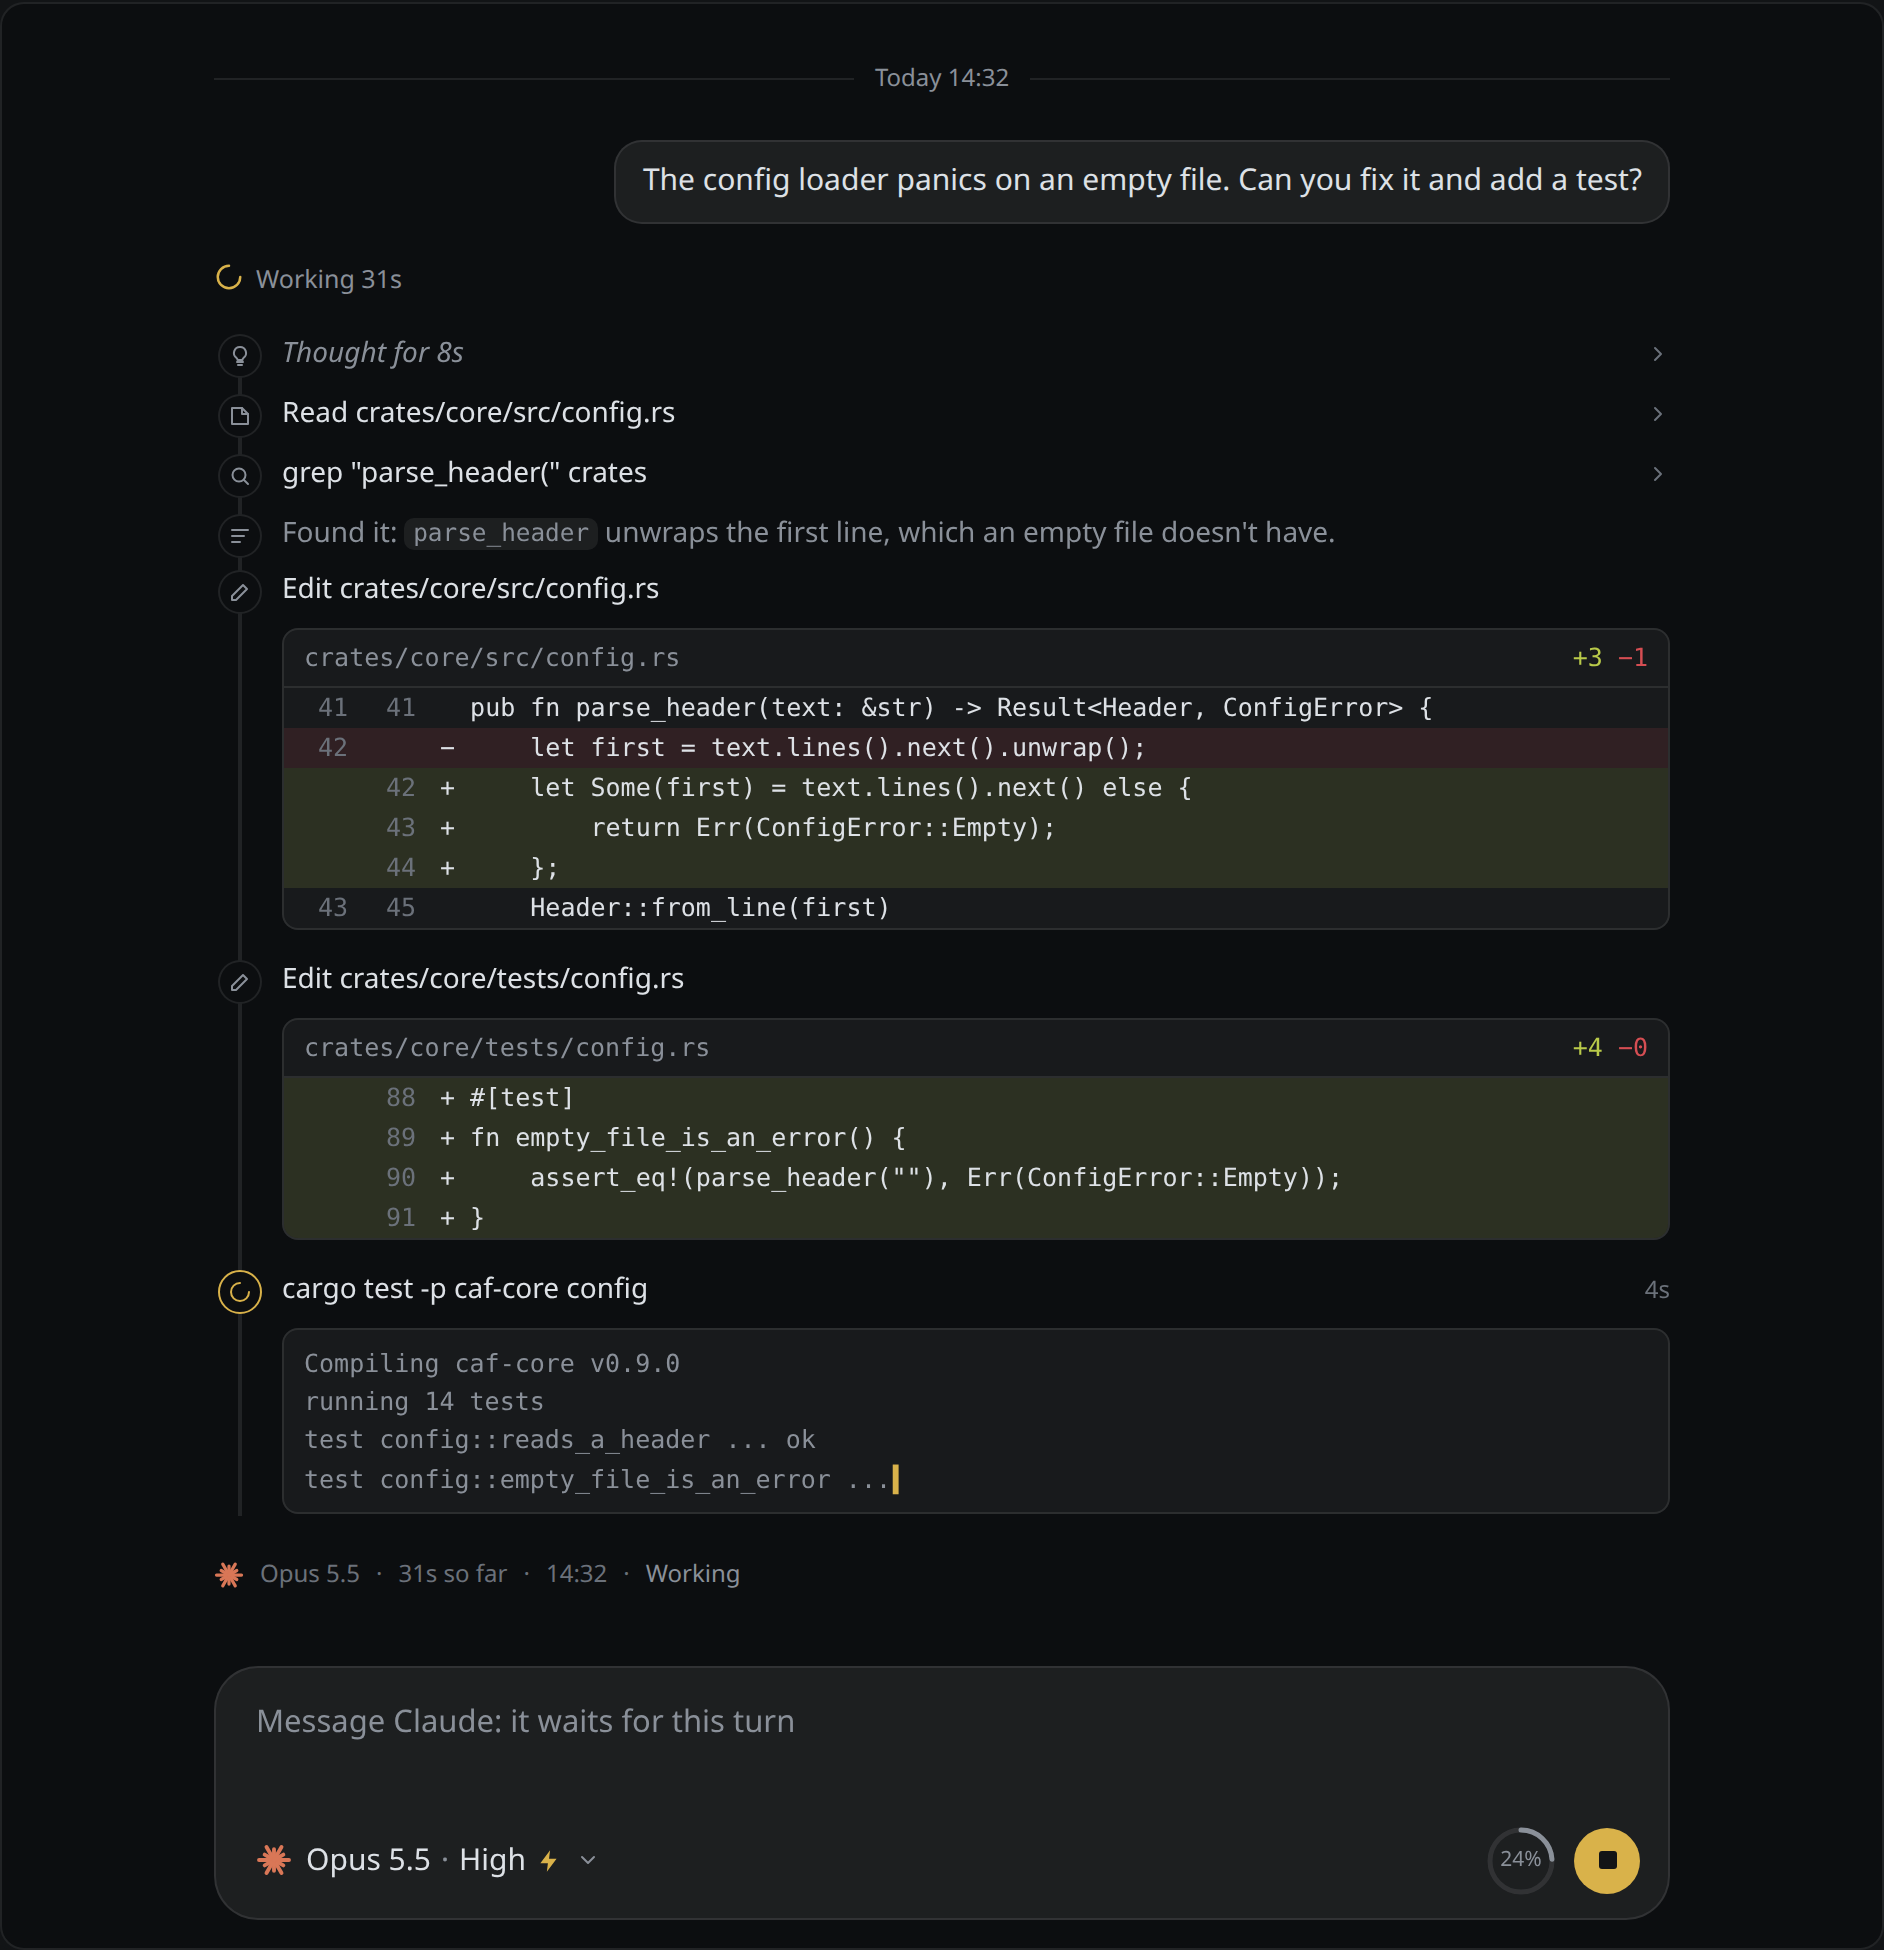 Today 14:32
The config loader panics on an empty file. Can you fix it and add a test?
Working 31s
Thought for 8s
Read crates/core/src/config.rs
grep "parse_header(" crates
Found it: parse_header unwraps the first line, which an empty file doesn't have.
Edit crates/core/src/config.rs
crates/core/src/config.rs +3 −1
41 41 pub fn parse_header(text: &str) -> Result<Header, ConfigError> {
42 −     let first = text.lines().next().unwrap();
42 +     let Some(first) = text.lines().next() else {
43 +         return Err(ConfigError::Empty);
44 +     };
43 45     Header::from_line(first)
Edit crates/core/tests/config.rs
crates/core/tests/config.rs +4 −0
88 + #[test]
89 + fn empty_file_is_an_error() {
90 +     assert_eq!(parse_header(""), Err(ConfigError::Empty));
91 + }
cargo test -p caf-core config 4s
Compiling caf-core v0.9.0
running 14 tests
test config::reads_a_header ... ok
test config::empty_file_is_an_error ...
Opus 5.5 · 31s so far · 14:32 · Working
Message Claude: it waits for this turn
Opus 5.5 · High 24%